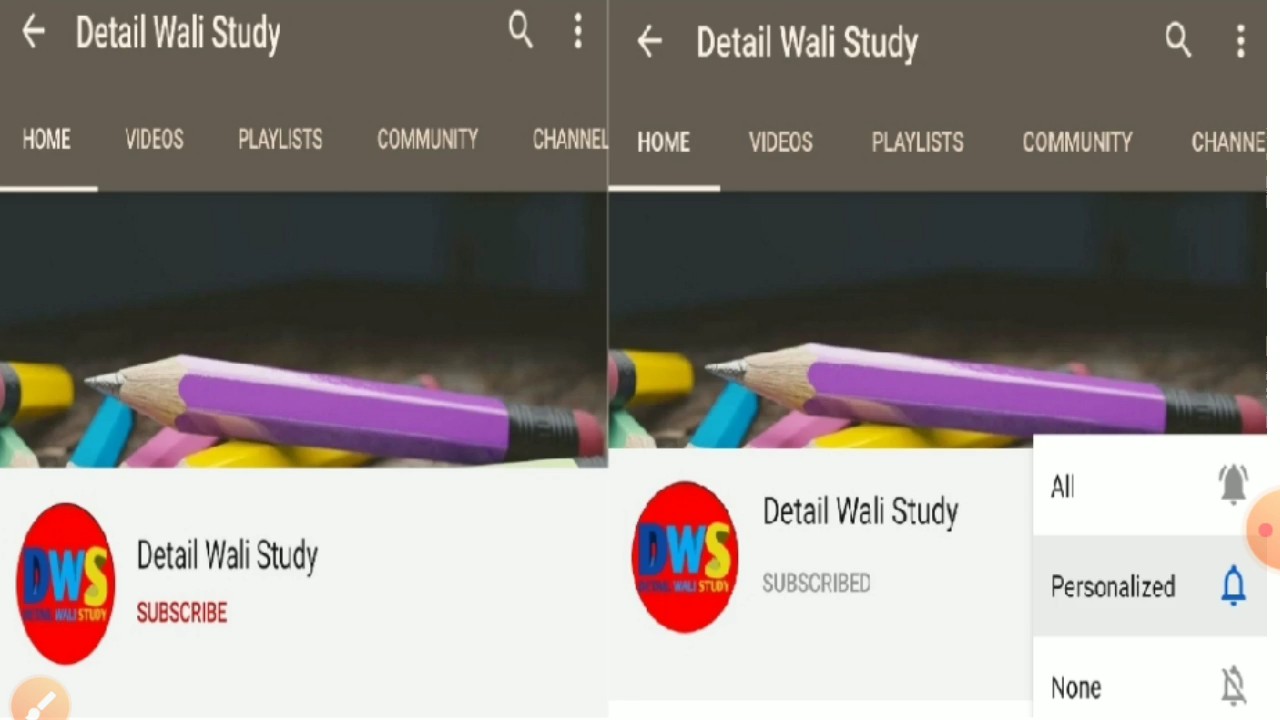 Detail Wali Study
HOME VIDEOS PLAYLISTS COMMUNITY CHANNEL
DWS
DETAIL WALI STUDY
Detail Wali Study
SUBSCRIBE
Detail Wali Study
HOME VIDEOS PLAYLISTS COMMUNITY CHANNE
DWS
DETAIL WALI STUDY
Detail Wali Study
SUBSCRIBED
All
Personalized
None